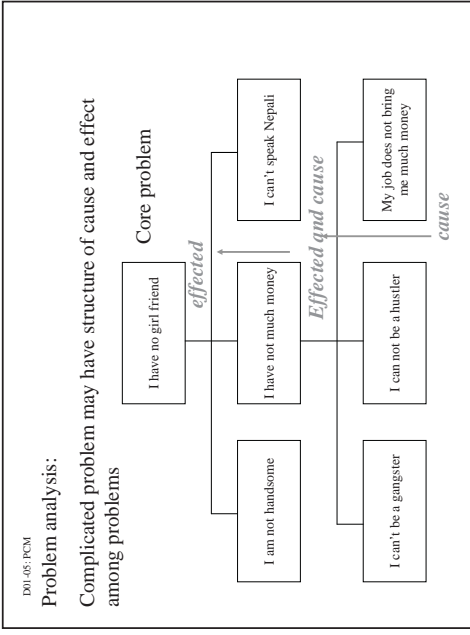 D01-05: PCM
Problem analysis:
Complicated problem may have structure of cause and effect
among problems
I have no girl friend
Core problem
effected
I am not handsome
I have not much money
I can't speak Nepali
Effected qnd cause
I can't be a gangster
I can not be a hustler
My job does not bring
me much money
cause